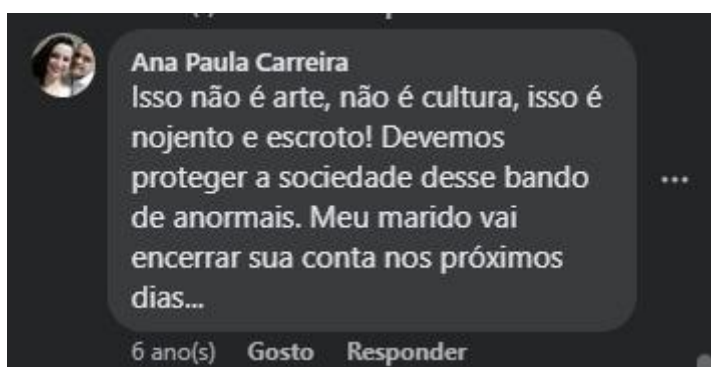 Ana Paula Carreira
Isso não é arte, não é cultura, isso é
nojento e escroto! Devemos
proteger a sociedade desse bando
de anormais. Meu marido vai
encerrar sua conta nos próximos
dias...
6 ano(s) Gosto Responder